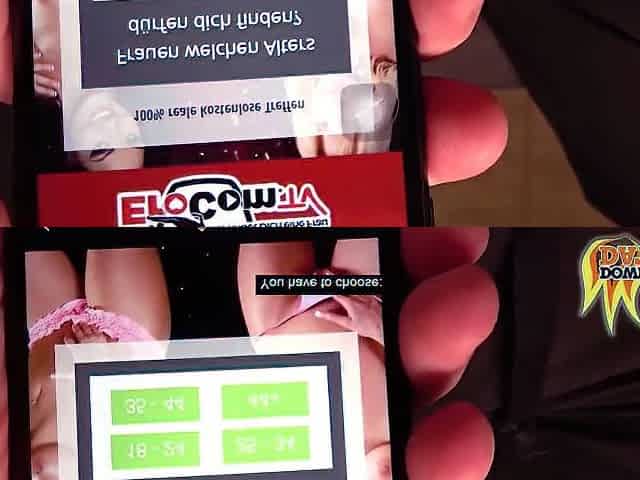 EroCom.TV
100% reale kostenlose Treffen
Frauen welchen Alters
dürfen dich finden?
18 - 24 25 - 34
35 - 44 44+
You have to choose: